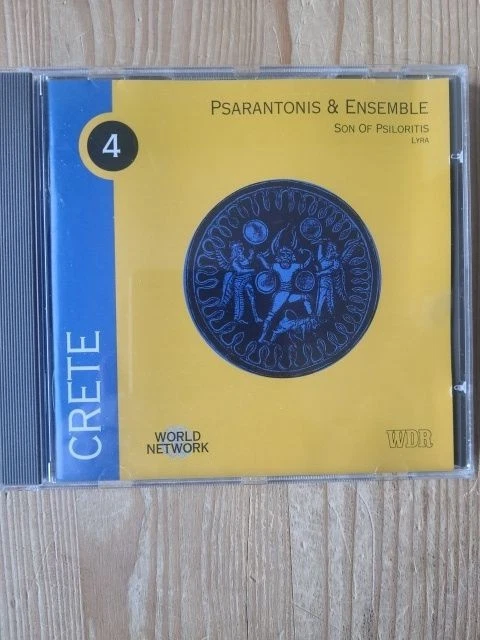 PSARANTONIS & ENSEMBLE
SON OF PSILORITIS
LYRA
4
CRETE
WORLD
NETWORK
WDR